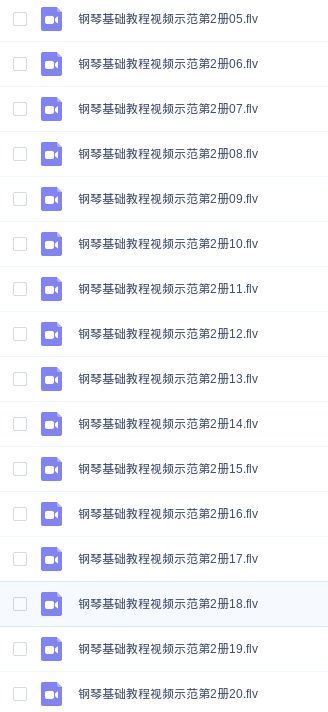 钢琴基础教程视频示范第2册05.flv
钢琴基础教程视频示范第2册06.flv
钢琴基础教程视频示范第2册07.flv
钢琴基础教程视频示范第2册08.flv
钢琴基础教程视频示范第2册09.flv
钢琴基础教程视频示范第2册10.flv
钢琴基础教程视频示范第2册11.flv
钢琴基础教程视频示范第2册12.flv
钢琴基础教程视频示范第2册13.flv
钢琴基础教程视频示范第2册14.flv
钢琴基础教程视频示范第2册15.flv
钢琴基础教程视频示范第2册16.flv
钢琴基础教程视频示范第2册17.flv
钢琴基础教程视频示范第2册18.flv
钢琴基础教程视频示范第2册19.flv
钢琴基础教程视频示范第2册20.flv